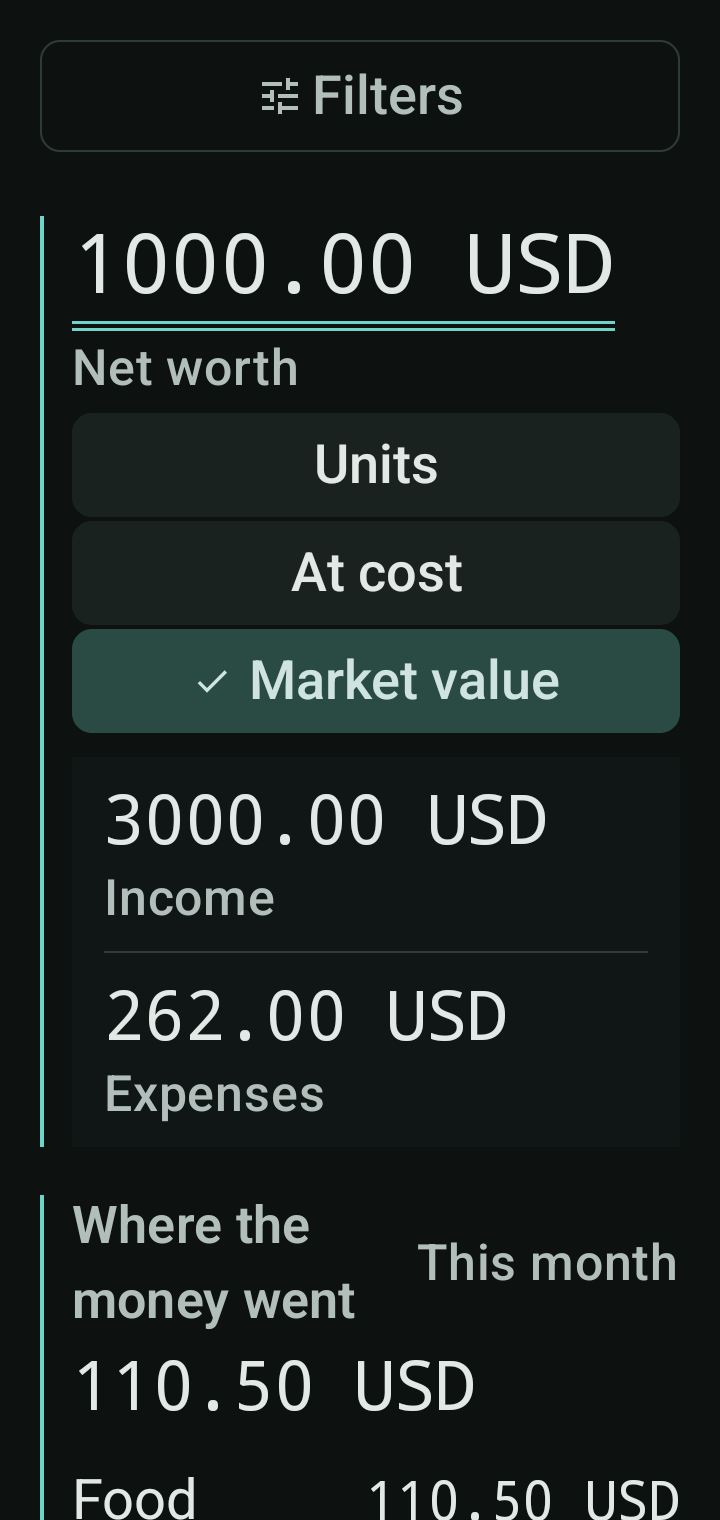 Filters
1000.00 USD
Net worth
Units
At cost
Market value
3000.00 USD
Income
262.00 USD
Expenses
Where the
money went
This month
110.50 USD
Food 110.50 USD